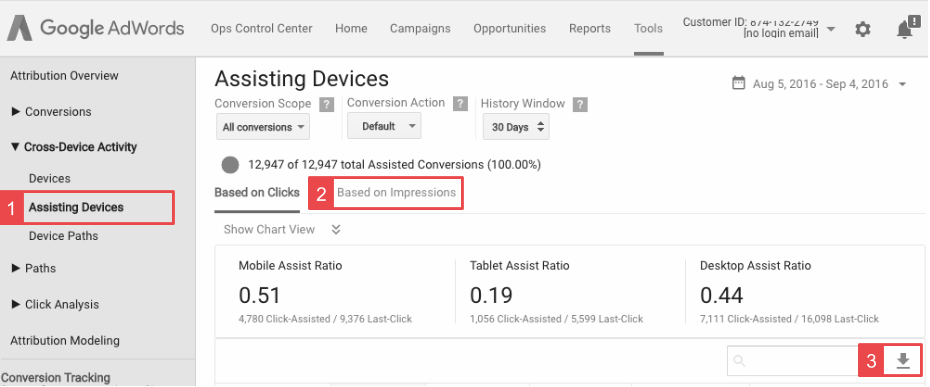 Google AdWords Ops Control Center Home Campaigns Opportunities Reports Tools Customer ID: 874-132-2749
[no login email]
!
Attribution Overview
Conversions
Cross-Device Activity
Devices
1 Assisting Devices
Device Paths
Paths
Click Analysis
Attribution Modeling
Conversion Tracking
Assisting Devices
Aug 5, 2016 - Sep 4, 2016
Conversion Scope ? Conversion Action ? History Window ?
All conversions Default 30 Days
12,947 of 12,947 total Assisted Conversions (100.00%)
Based on Clicks 2 Based on Impressions
Show Chart View
Mobile Assist Ratio Tablet Assist Ratio Desktop Assist Ratio
0.51 0.19 0.44
4,780 Click-Assisted / 9,376 Last-Click 1,056 Click-Assisted / 5,599 Last-Click 7,111 Click-Assisted / 16,098 Last-Click
3